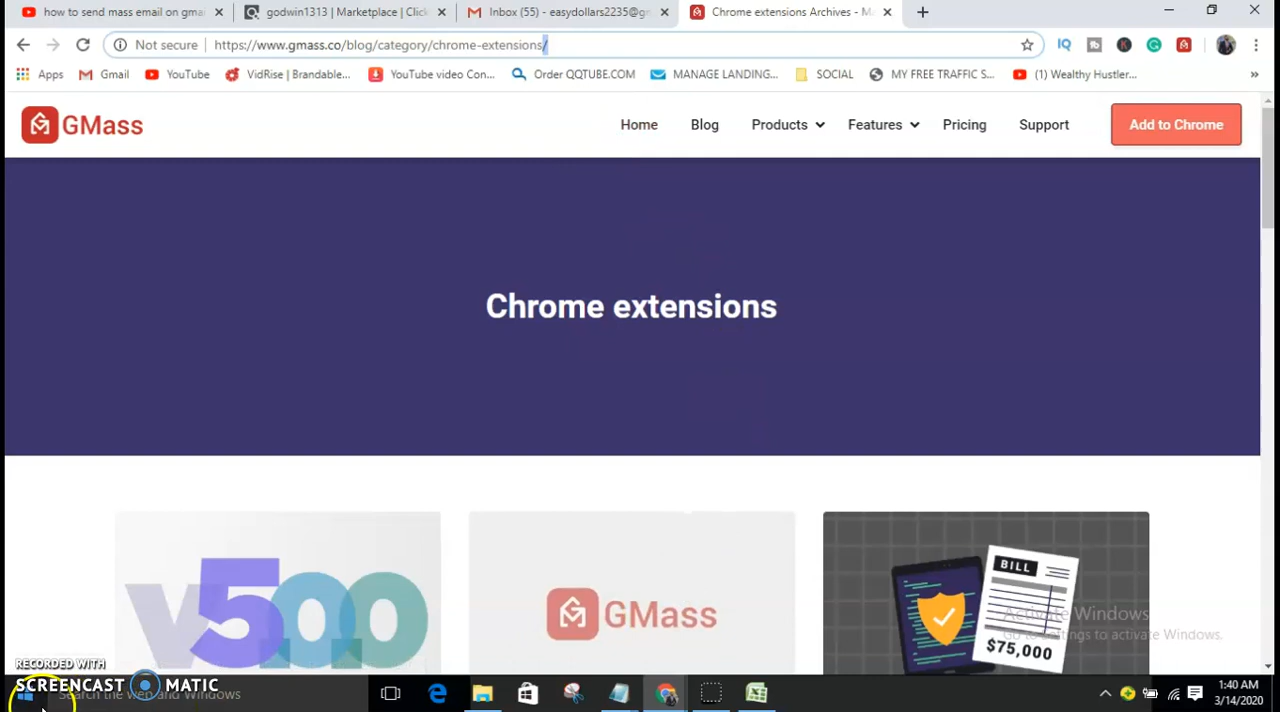 how to send mass email on gma
godwin1313 | Marketplace | Click
Inbox (55) - easydollars2235@g
Chrome extensions Archives - M
Not secure
https://www.gmass.co/blog/category/chrome-extensions/
IQ
Apps
Gmail
YouTube
VidRise | Brandable...
YouTube video Con...
Order QQTUBE.COM
MANAGE LANDING...
SOCIAL
MY FREE TRAFFIC S...
(1) Wealthy Hustler...
GMass
Home
Blog
Products
Features
Pricing
Support
Add to Chrome
Chrome extensions
v500
GMass
BILL
$75,000
Activate Windows
Go to Settings to activate Windows.
RECORDED WITH
SCREENCAST MATIC
Search the web and Windows
1:40 AM
3/14/2020